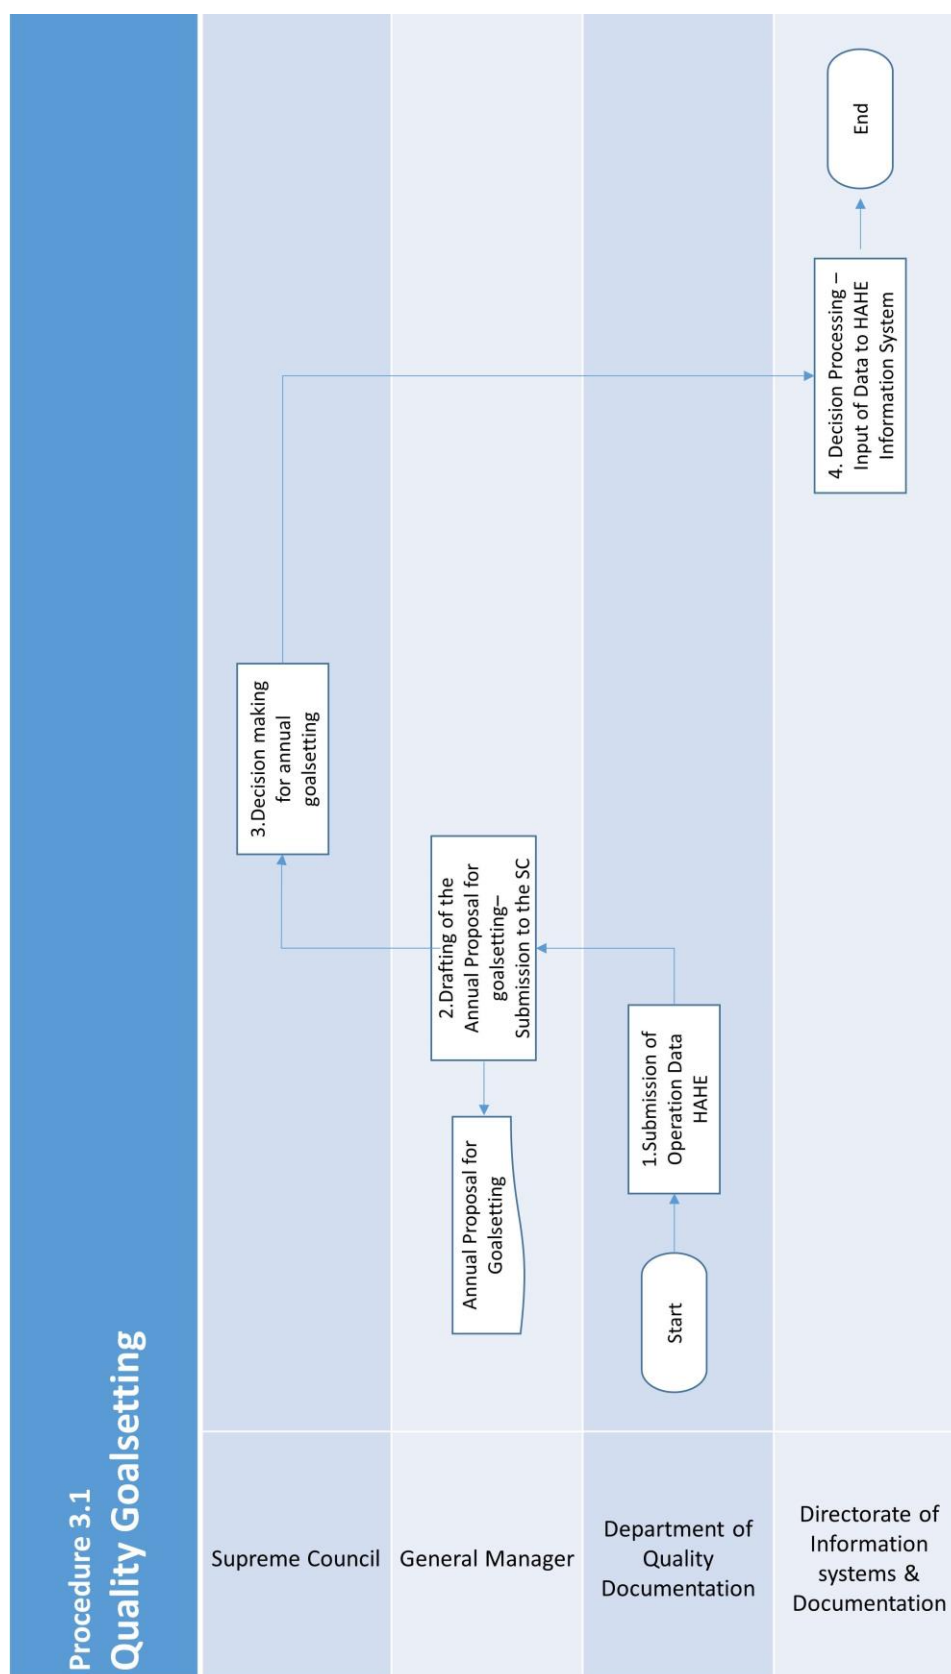 Procedure 3.1
Quality Goalsetting
Supreme Council
3.Decision making
for annual
goalsetting
General Manager
Annual Proposal for
Goalsetting
2.Drafting of the
Annual Proposal for
goalsetting–
Submission to the SC
Department of
Quality
Documentation
Start
1.Submission of
Operation Data
HAHE
Directorate of
Information
systems &
Documentation
4. Decision Processing –
Input of Data to HAHE
Information System
End